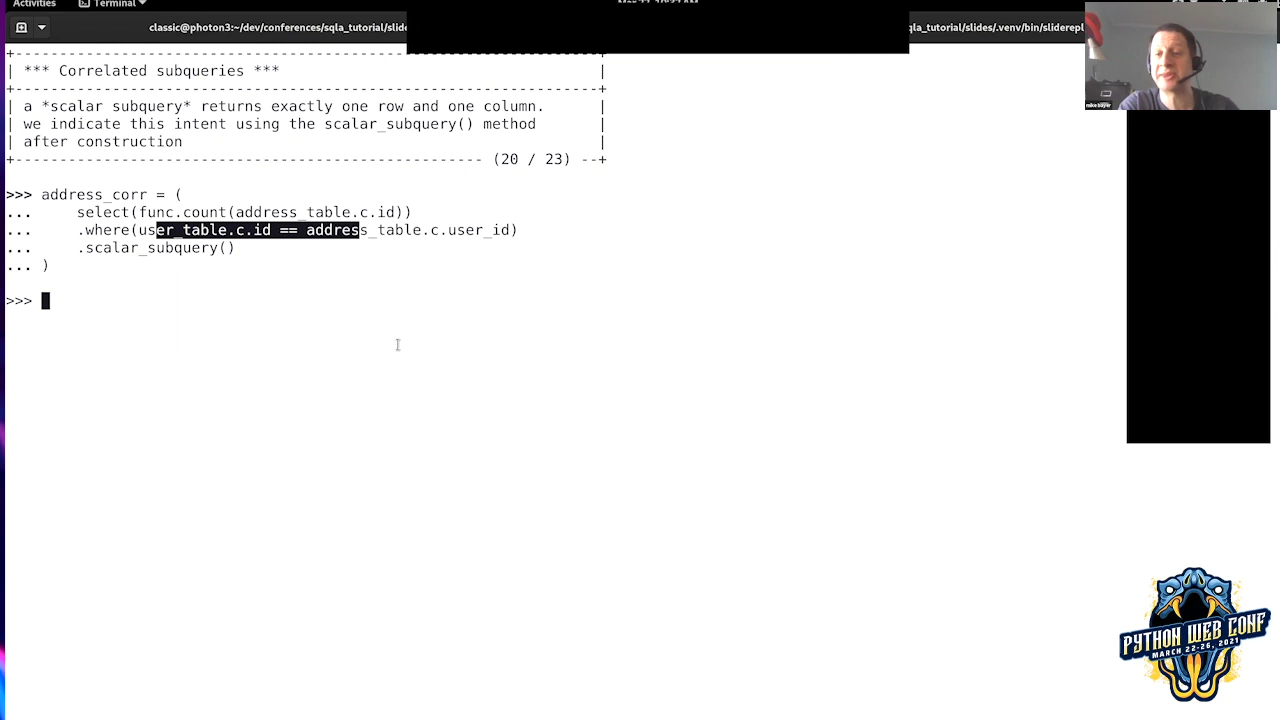 Activities Terminal
classic@photon3:~/dev/conferences/sqla_tutorial/slide qla_tutorial/slides/.venv/bin/sliderepl
+-----------------------------------------------------------------+
| *** Correlated subqueries *** |
+-----------------------------------------------------------------+
| a *scalar subquery* returns exactly one row and one column. |
| we indicate this intent using the scalar_subquery() method |
| after construction |
+---------------------------------------------------- (20 / 23) --+
>>> address_corr = (
... select(func.count(address_table.c.id))
... .where(user_table.c.id == address_table.c.user_id)
... .scalar_subquery()
... )
>>>
mike bayer
PYTHON WEB CONF
MARCH 22-26, 2021